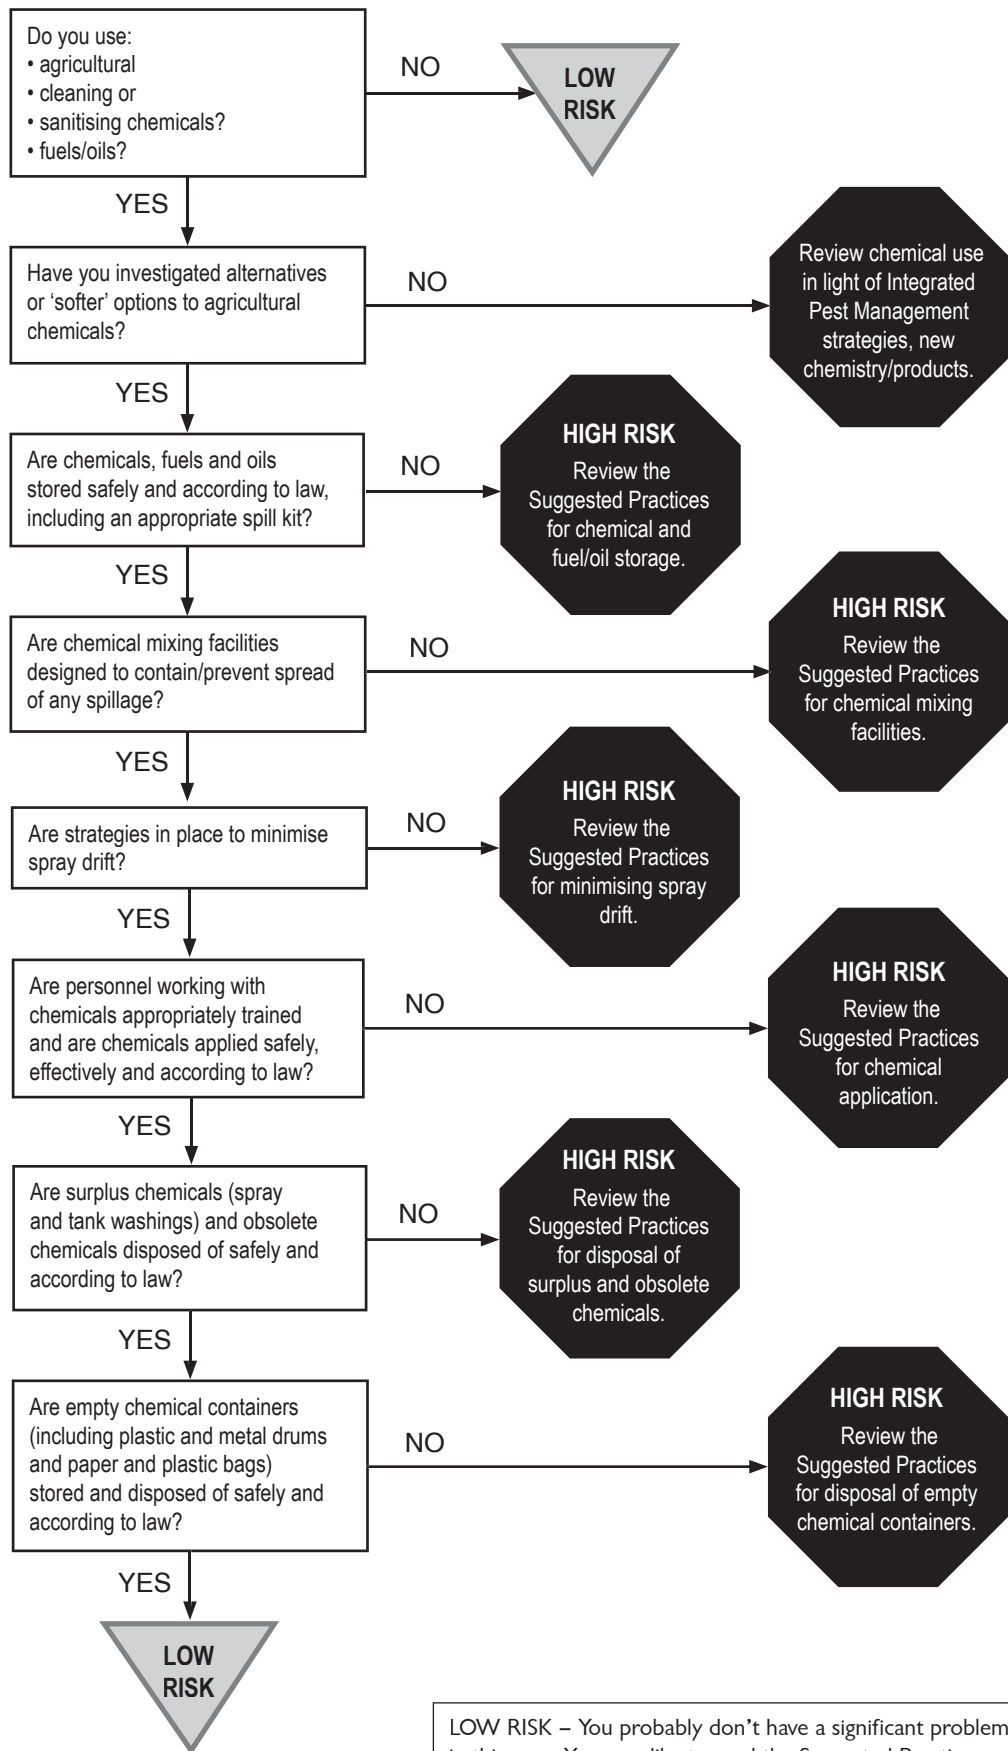 Do you use:
• agricultural
• cleaning or
• sanitising chemicals?
• fuels/oils?
NO
LOW
RISK
YES
Have you investigated alternatives
or ‘softer’ options to agricultural
chemicals?
NO
Review chemical use
in light of Integrated
Pest Management
strategies, new
chemistry/products.
YES
Are chemicals, fuels and oils
stored safely and according to law,
including an appropriate spill kit?
NO
HIGH RISK
Review the
Suggested Practices
for chemical and
fuel/oil storage.
YES
Are chemical mixing facilities
designed to contain/prevent spread
of any spillage?
NO
HIGH RISK
Review the
Suggested Practices
for chemical mixing
facilities.
YES
Are strategies in place to minimise
spray drift?
NO
HIGH RISK
Review the
Suggested Practices
for minimising spray
drift.
YES
Are personnel working with
chemicals appropriately trained
and are chemicals applied safely,
effectively and according to law?
NO
HIGH RISK
Review the
Suggested Practices
for chemical
application.
YES
Are surplus chemicals (spray
and tank washings) and obsolete
chemicals disposed of safely and
according to law?
NO
HIGH RISK
Review the
Suggested Practices
for disposal of
surplus and obsolete
chemicals.
YES
Are empty chemical containers
(including plastic and metal drums
and paper and plastic bags)
stored and disposed of safely and
according to law?
NO
HIGH RISK
Review the
Suggested Practices
for disposal of empty
chemical containers.
YES
LOW
RISK
LOW RISK – You probably don’t have a significant problem